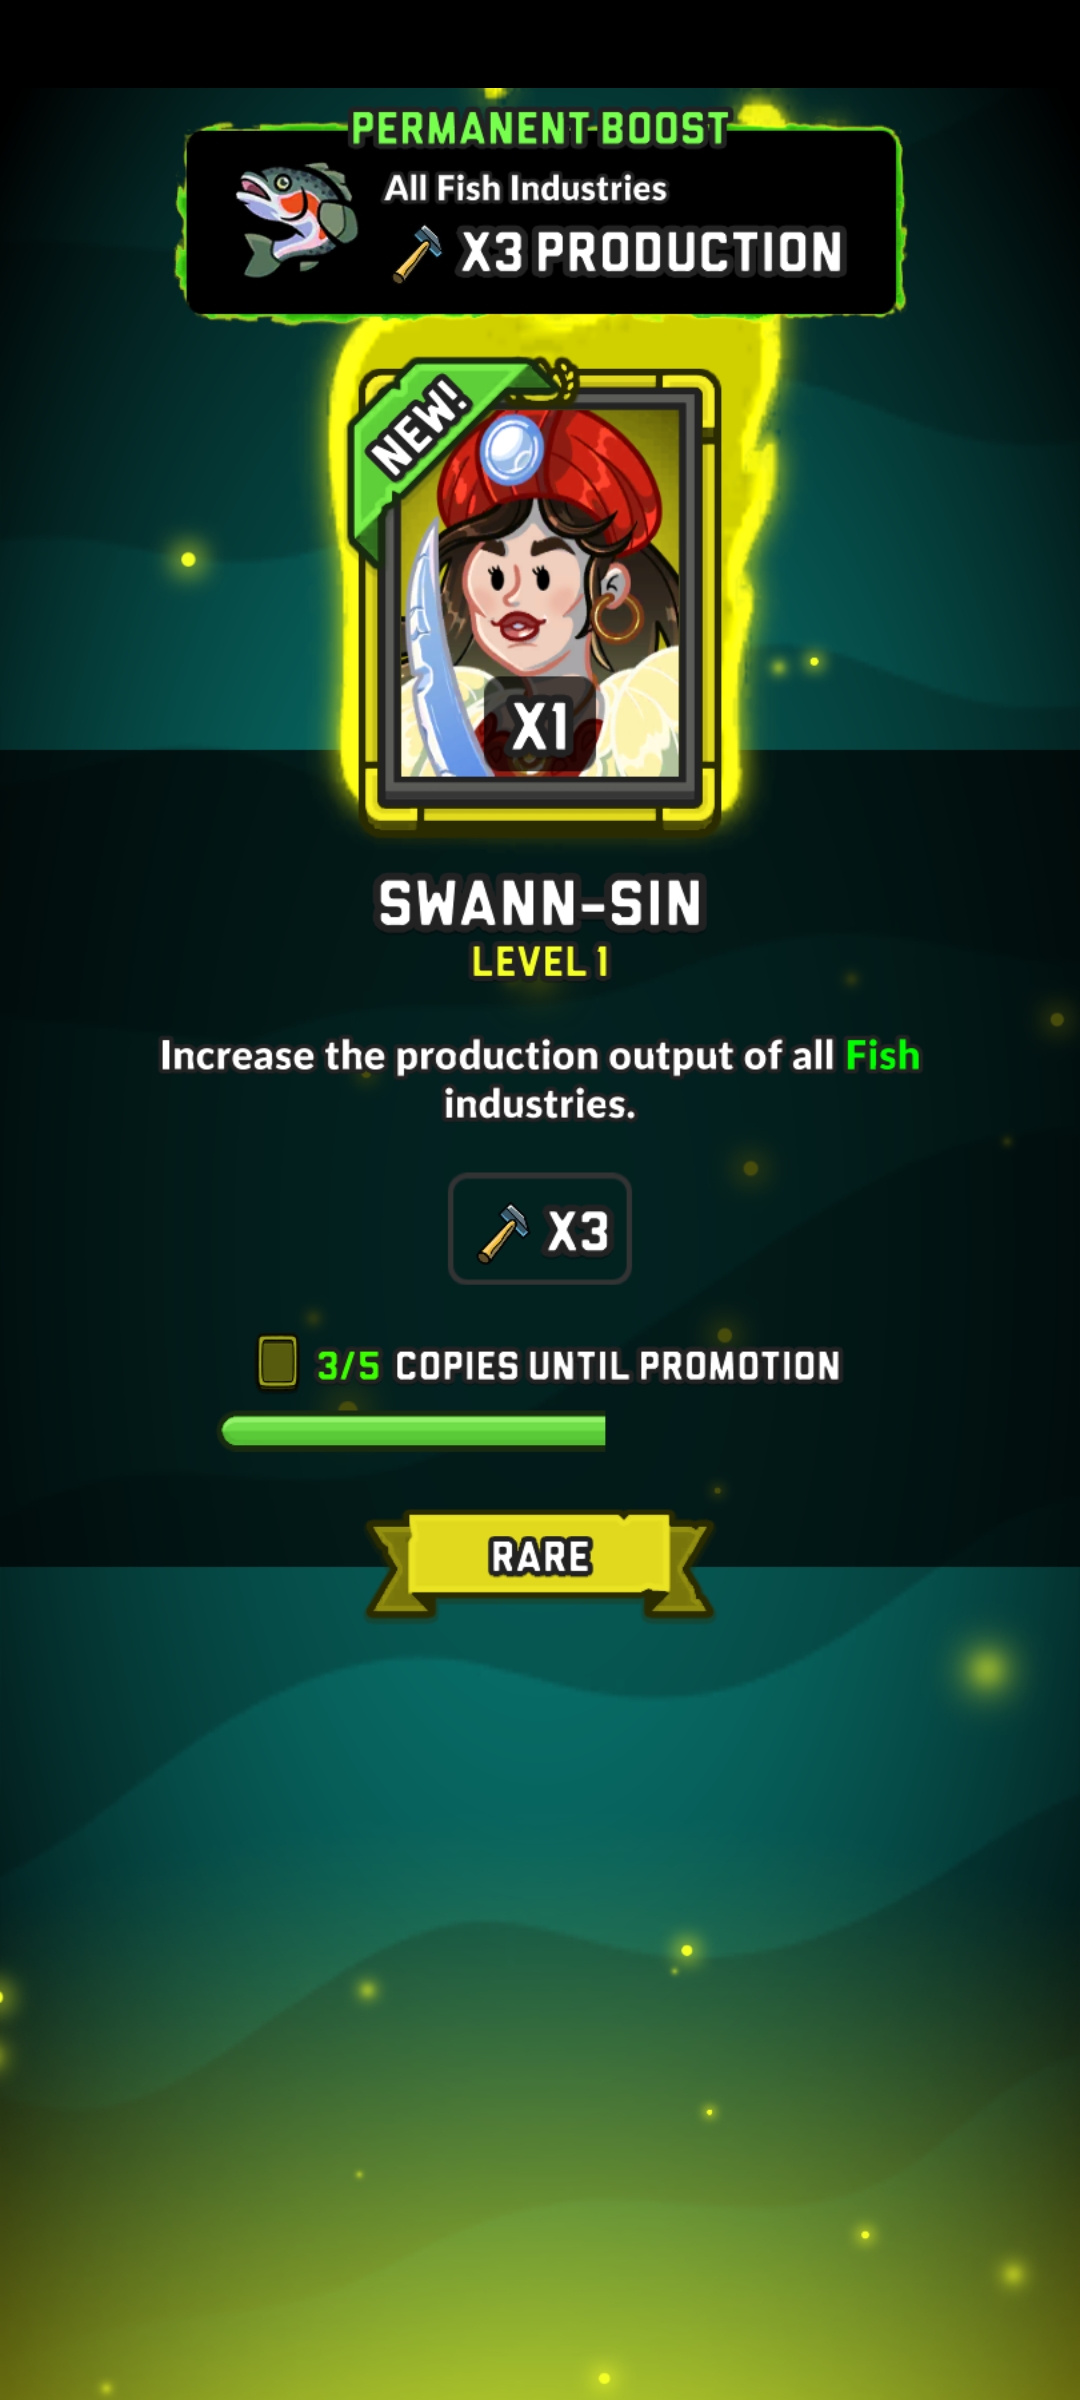 PERMANENT BOOST
All Fish Industries
X3 PRODUCTION
NEW!
X1
SWANN-SIN
LEVEL 1
Increase the production output of all Fish
industries.
X3
3/5 COPIES UNTIL PROMOTION
RARE